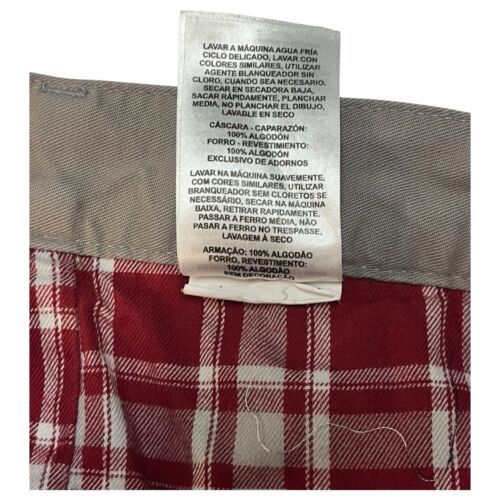 LAVAR A MÁQUINA AGUA FRÍA
CICLO DELICADO, LAVAR CON
COLORES SIMILARES, UTILIZAR
AGENTE BLANQUEADOR SIN
CLORO, CUANDO SEA NECESARIO,
SECAR EN SECADORA BAJA,
SACAR RÁPIDAMENTE, PLANCHAR
MEDIA, NO PLANCHAR EL DIBUJO,
LAVABLE EN SECO
CÁSCARA - CAPARAZÓN:
100% ALGODÓN
FORRO - REVESTIMIENTO:
100% ALGODÓN
EXCLUSIVO DE ADORNOS
LAVAR NA MÁQUINA SUAVEMENTE,
COM CORES SIMILARES, UTILIZAR
BRANQUEADOR SEM CLORETOS SE
NECESSÁRIO, SECAR NA MÁQUINA
BAIXA, RETIRAR RAPIDAMENTE,
PASSAR A FERRO MÉDIA, NÃO
PASSAR A FERRO NO TRESPASSE,
LAVAGEM À SECO
ARMAÇÃO: 100% ALGODÃO
FORRO, REVESTIMENTO:
100% ALGODÃO
SEM DECORAÇÃO